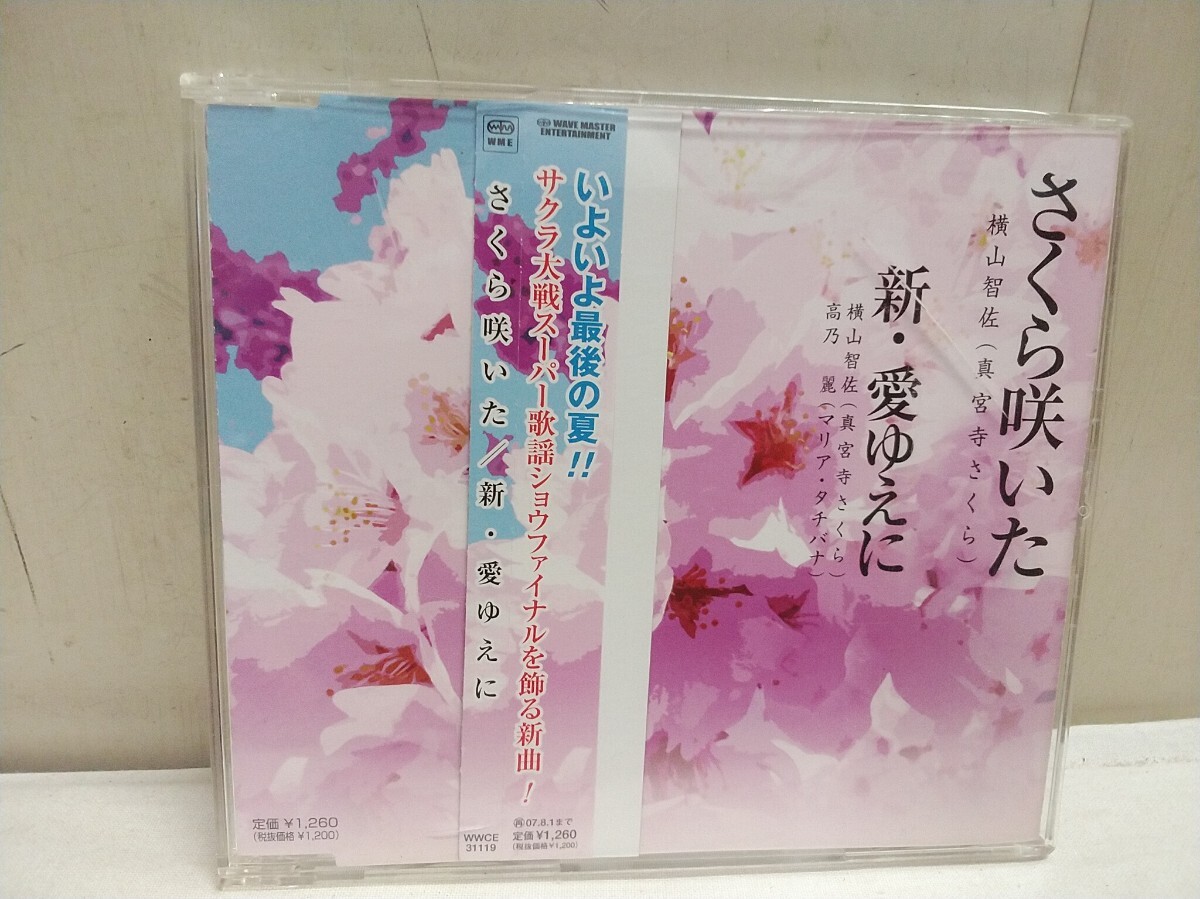 さくら咲いた
横山智佐（真宮寺さくら）
新・愛ゆえに
横山智佐（真宮寺さくら）
高乃 麗（マリア・タチバナ）
WAVE MASTER
ENTERTAINMENT
いよいよ最後の夏!!
サクラ大戦スーパー歌謡ショウファイナルを飾る新曲！
再07.8.1まで
定価¥1,260
(税抜価格¥1,200)
WME
さくら咲いた／新・愛ゆえに
WWCE
31119
定価 ¥1,260
(税抜価格 ¥1,200)